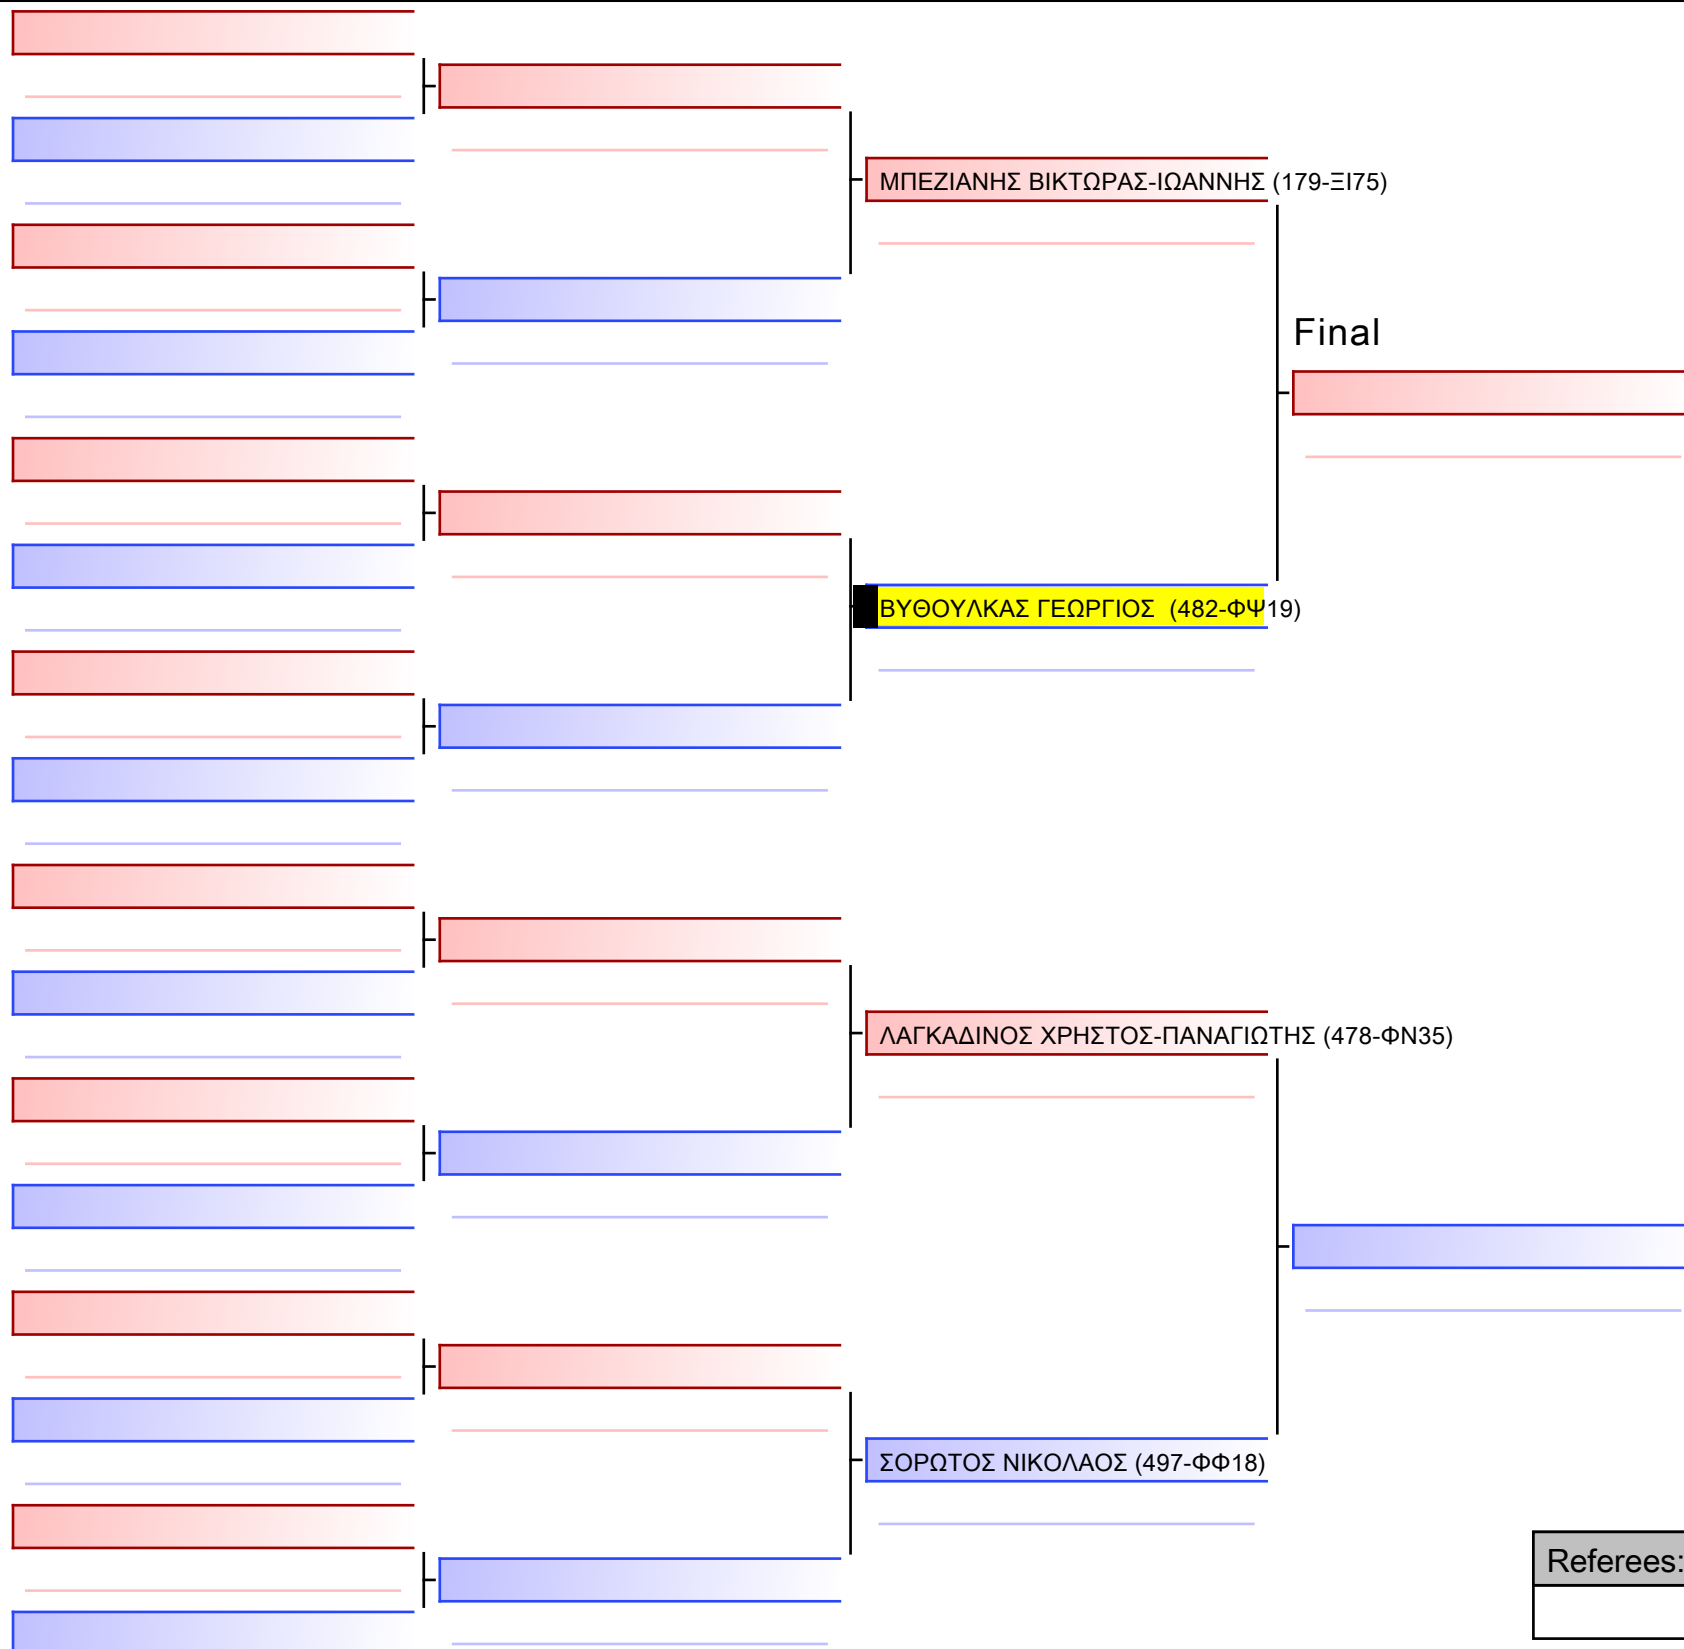 ΜΠΕΖΙΑΝΗΣ ΒΙΚΤΩΡΑΣ-ΙΩΑΝΝΗΣ (179-ΞΙ75)
Final
ΒΥΘΟΥΛΚΑΣ ΓΕΩΡΓΙΟΣ (482-ΦΨ19)
ΛΑΓΚΑΔΙΝΟΣ ΧΡΗΣΤΟΣ-ΠΑΝΑΓΙΩΤΗΣ (478-ΦΝ35)
ΣΟΡΩΤΟΣ ΝΙΚΟΛΑΟΣ (497-ΦΦ18)
Referees: